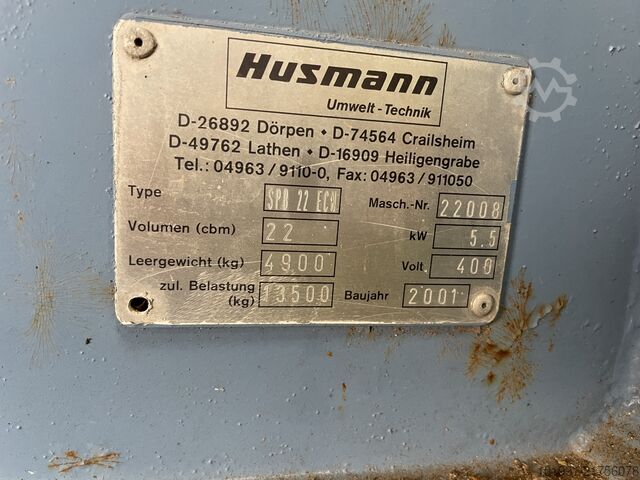 Husmann
Umwelt-Technik
D-26892 Dörpen • D-74564 Crailsheim
D-49762 Lathen • D-16909 Heiligengrabe
Tel.: 04963/9110-0, Fax: 04963/911050
Type SPB 22 ECN Masch.-Nr. 22008
Volumen (cbm) 22 kW 5.5
Leergewicht (kg) 4900 Volt. 400
zul. Belastung (kg) 13500 Baujahr 2001